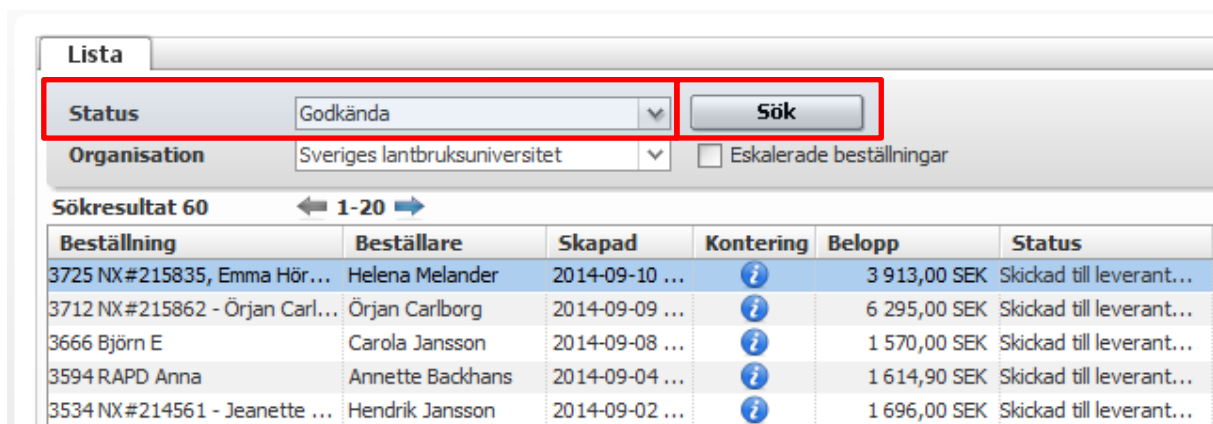 Lista
Status Godkända Sök
Organisation Sveriges lantbruksuniversitet Eskalerade beställningar
Sökresultat 60 1-20
Beställning Beställare Skapad Kontering Belopp Status
3725 NX#215835, Emma Hör... Helena Melander 2014-09-10 ... i 3 913,00 SEK Skickad till leverant...
3712 NX#215862 - Örjan Carl... Örjan Carlborg 2014-09-09 ... i 6 295,00 SEK Skickad till leverant...
3666 Björn E Carola Jansson 2014-09-08 ... i 1 570,00 SEK Skickad till leverant...
3594 RAPD Anna Annette Backhans 2014-09-04 ... i 1 614,90 SEK Skickad till leverant...
3534 NX#214561 - Jeanette ... Hendrik Jansson 2014-09-02 ... i 1 696,00 SEK Skickad till leverant...